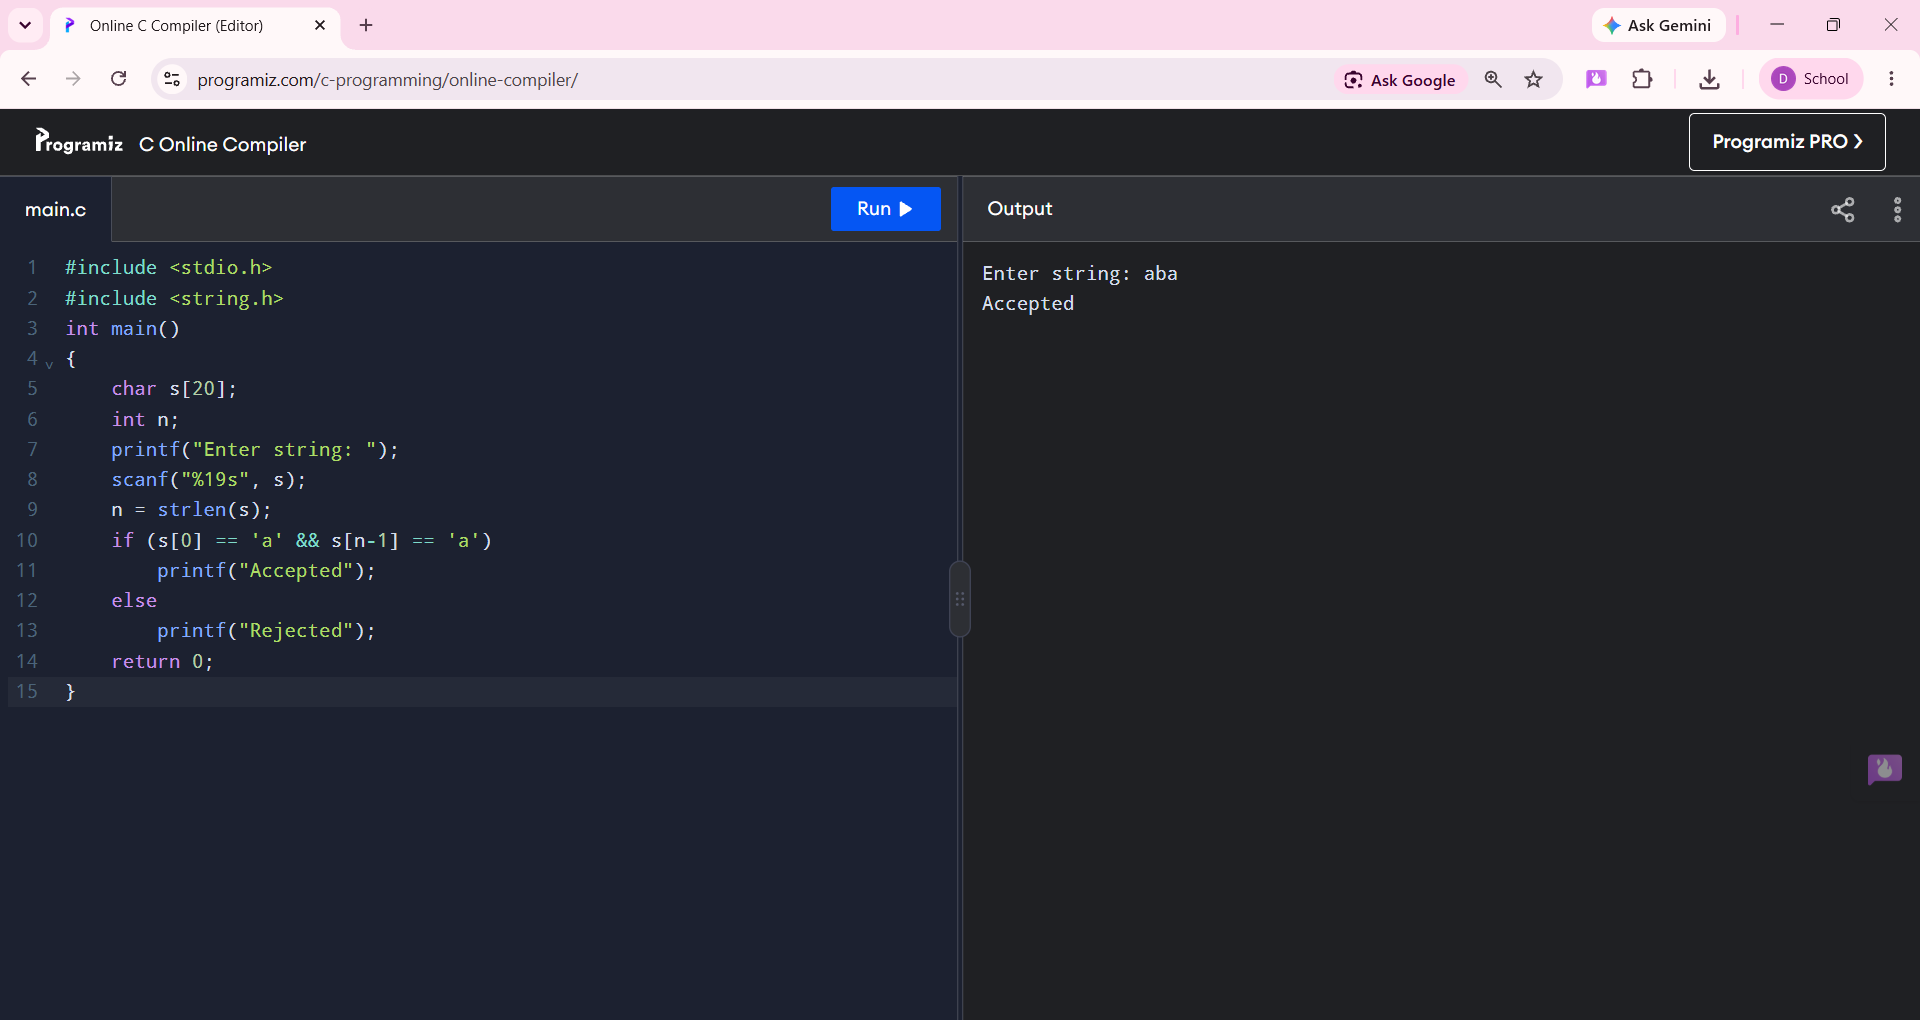 Online C Compiler (Editor)
Ask Gemini
programiz.com/c-programming/online-compiler/
Ask Google
D School
Programiz C Online Compiler
Programiz PRO
main.c
Run
Output
1 #include <stdio.h>
2 #include <string.h>
3 int main()
4 {
5     char s[20];
6     int n;
7     printf("Enter string: ");
8     scanf("%19s", s);
9     n = strlen(s);
10     if (s[0] == 'a' && s[n-1] == 'a')
11         printf("Accepted");
12     else
13         printf("Rejected");
14     return 0;
15 }
Enter string: aba
Accepted